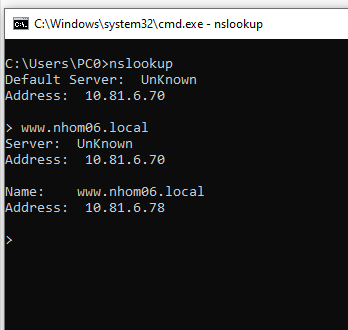 C:\Windows\system32\cmd.exe - nslookup
C:\Users\PC0>nslookup
Default Server:  UnKnown
Address:  10.81.6.70
> www.nhom06.local
Server:  UnKnown
Address:  10.81.6.70
Name:    www.nhom06.local
Address:  10.81.6.78
>